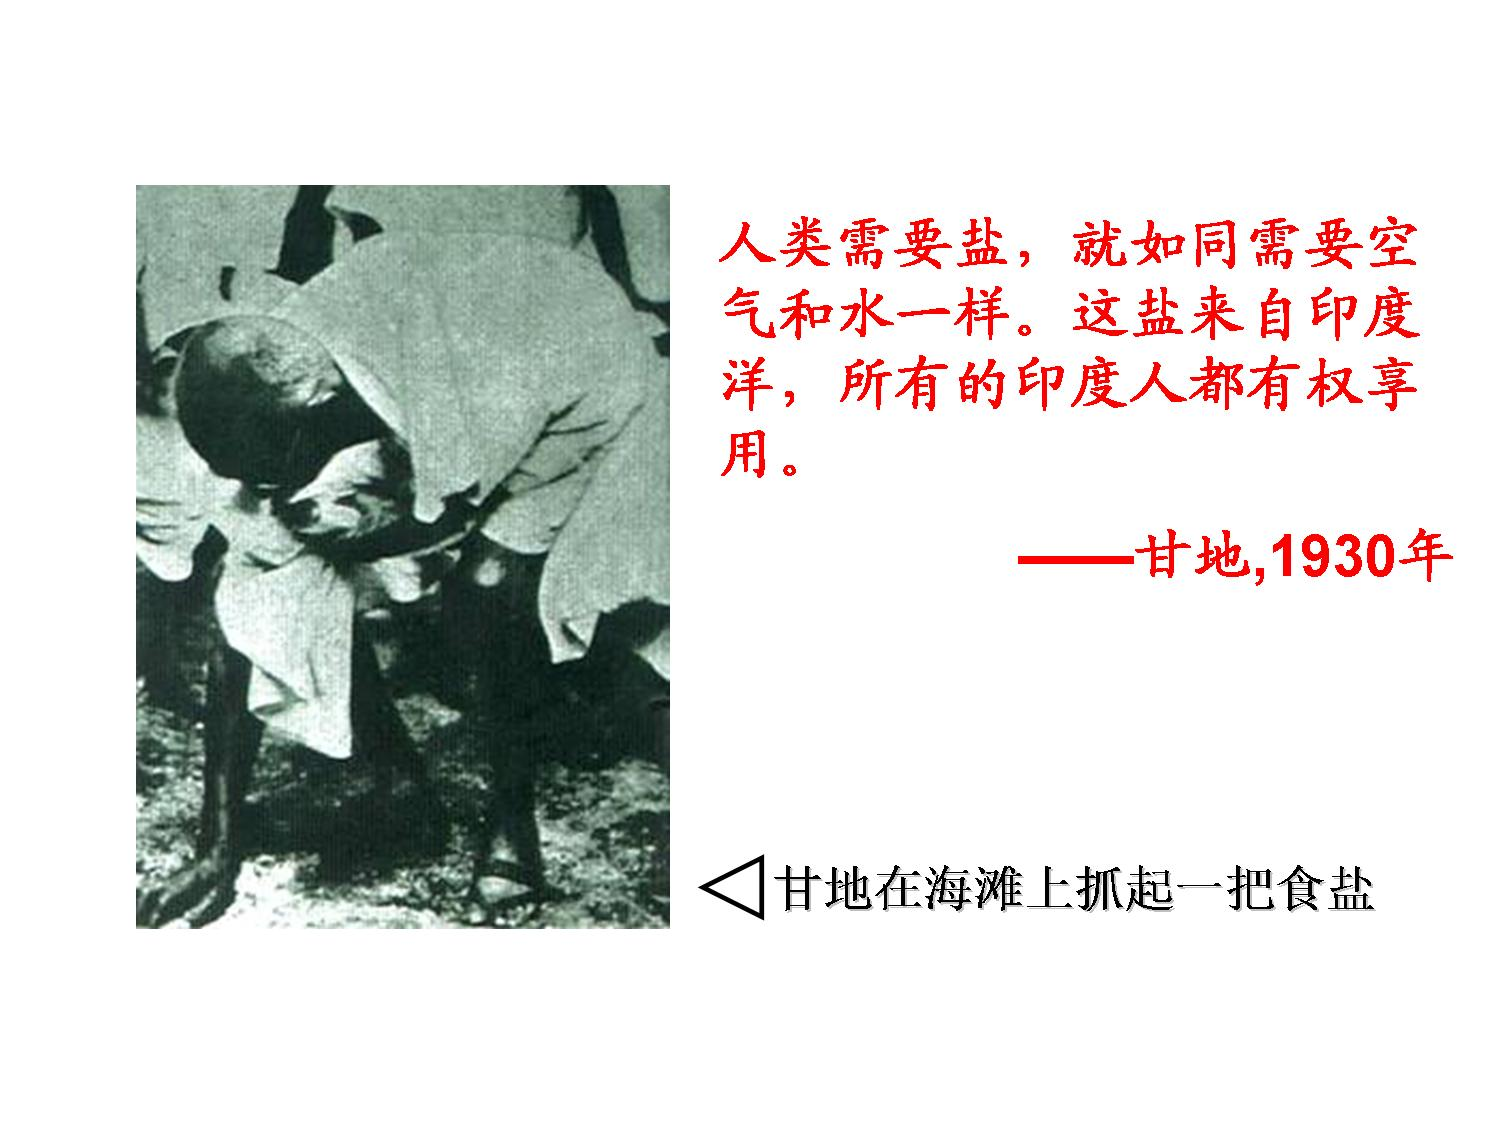 人类需要盐，就如同需要空
气和水一样。这盐来自印度
洋，所有的印度人都有权享
用。
——甘地,1930年
甘地在海滩上抓起一把食盐